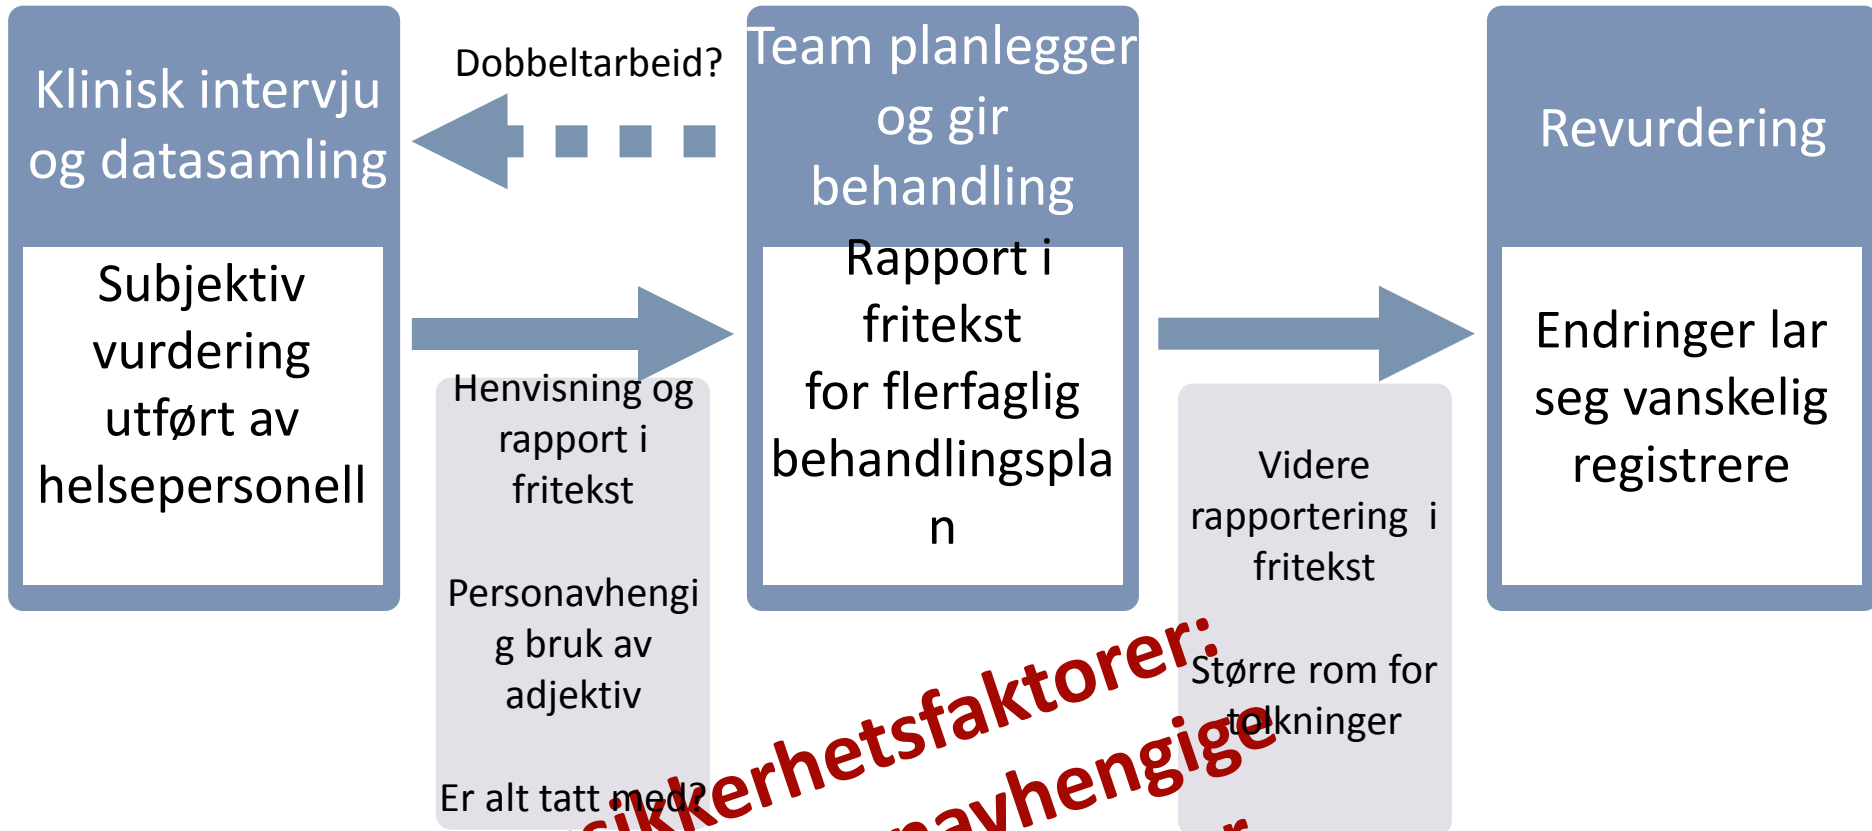 Klinisk intervju
og datasamling
Subjektiv
vurdering
utført av
helsepersonell
Dobbeltarbeid?
Henvisning og
rapport i
fritekst
Personavhengi
g bruk av
adjektiv
Er alt tatt med?
Team planlegger
og gir
behandling
Rapport i
fritekst
for flerfaglig
behandlingspla
n
Videre
rapportering i
fritekst
Større rom for
tolkninger
Revurdering
Endringer lar
seg vanskelig
registrere
sikkerhetsfaktorer:
navhengige